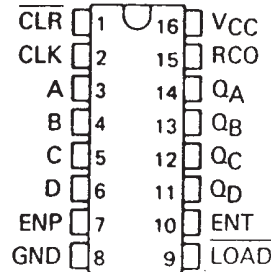 CLR 1 16 VCC
CLK 2 15 RCO
A 3 14 QA
B 4 13 QB
C 5 12 QC
D 6 11 QD
ENP 7 10 ENT
GND 8 9 LOAD